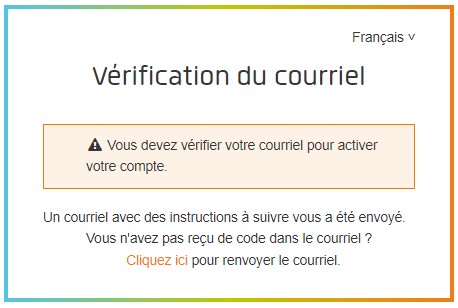 Français ˅
Vérification du courriel
⚠ Vous devez vérifier votre courriel pour activer
votre compte.
Un courriel avec des instructions à suivre vous a été envoyé.
Vous n'avez pas reçu de code dans le courriel ?
Cliquez ici pour renvoyer le courriel.